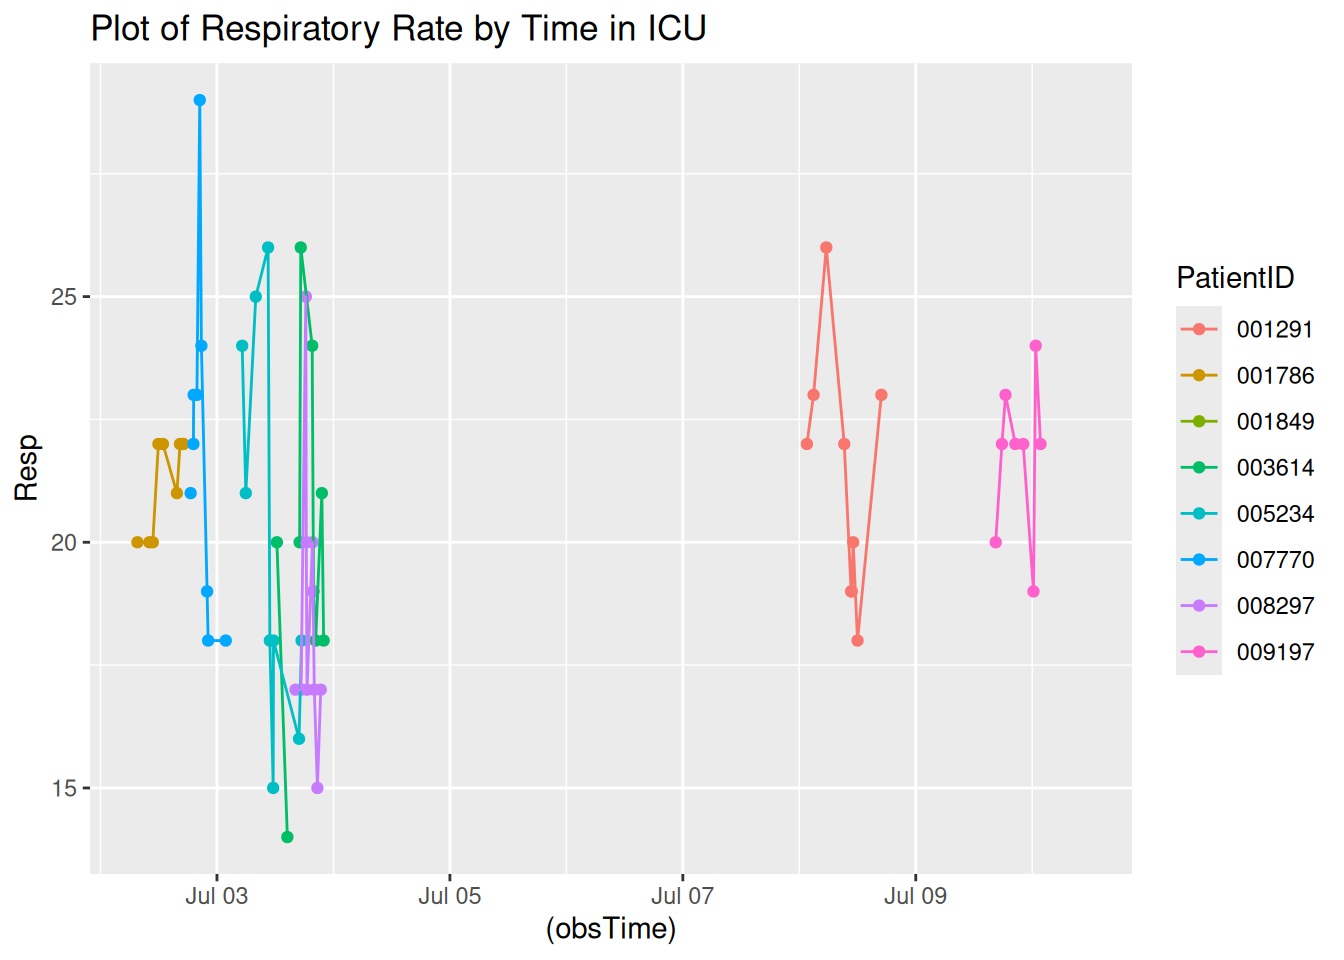 Plot of Respiratory Rate by Time in ICU
Resp
25
20
15
Jul 03
Jul 05
Jul 07
Jul 09
(obsTime)
PatientID
001291
001786
001849
003614
005234
007770
008297
009197